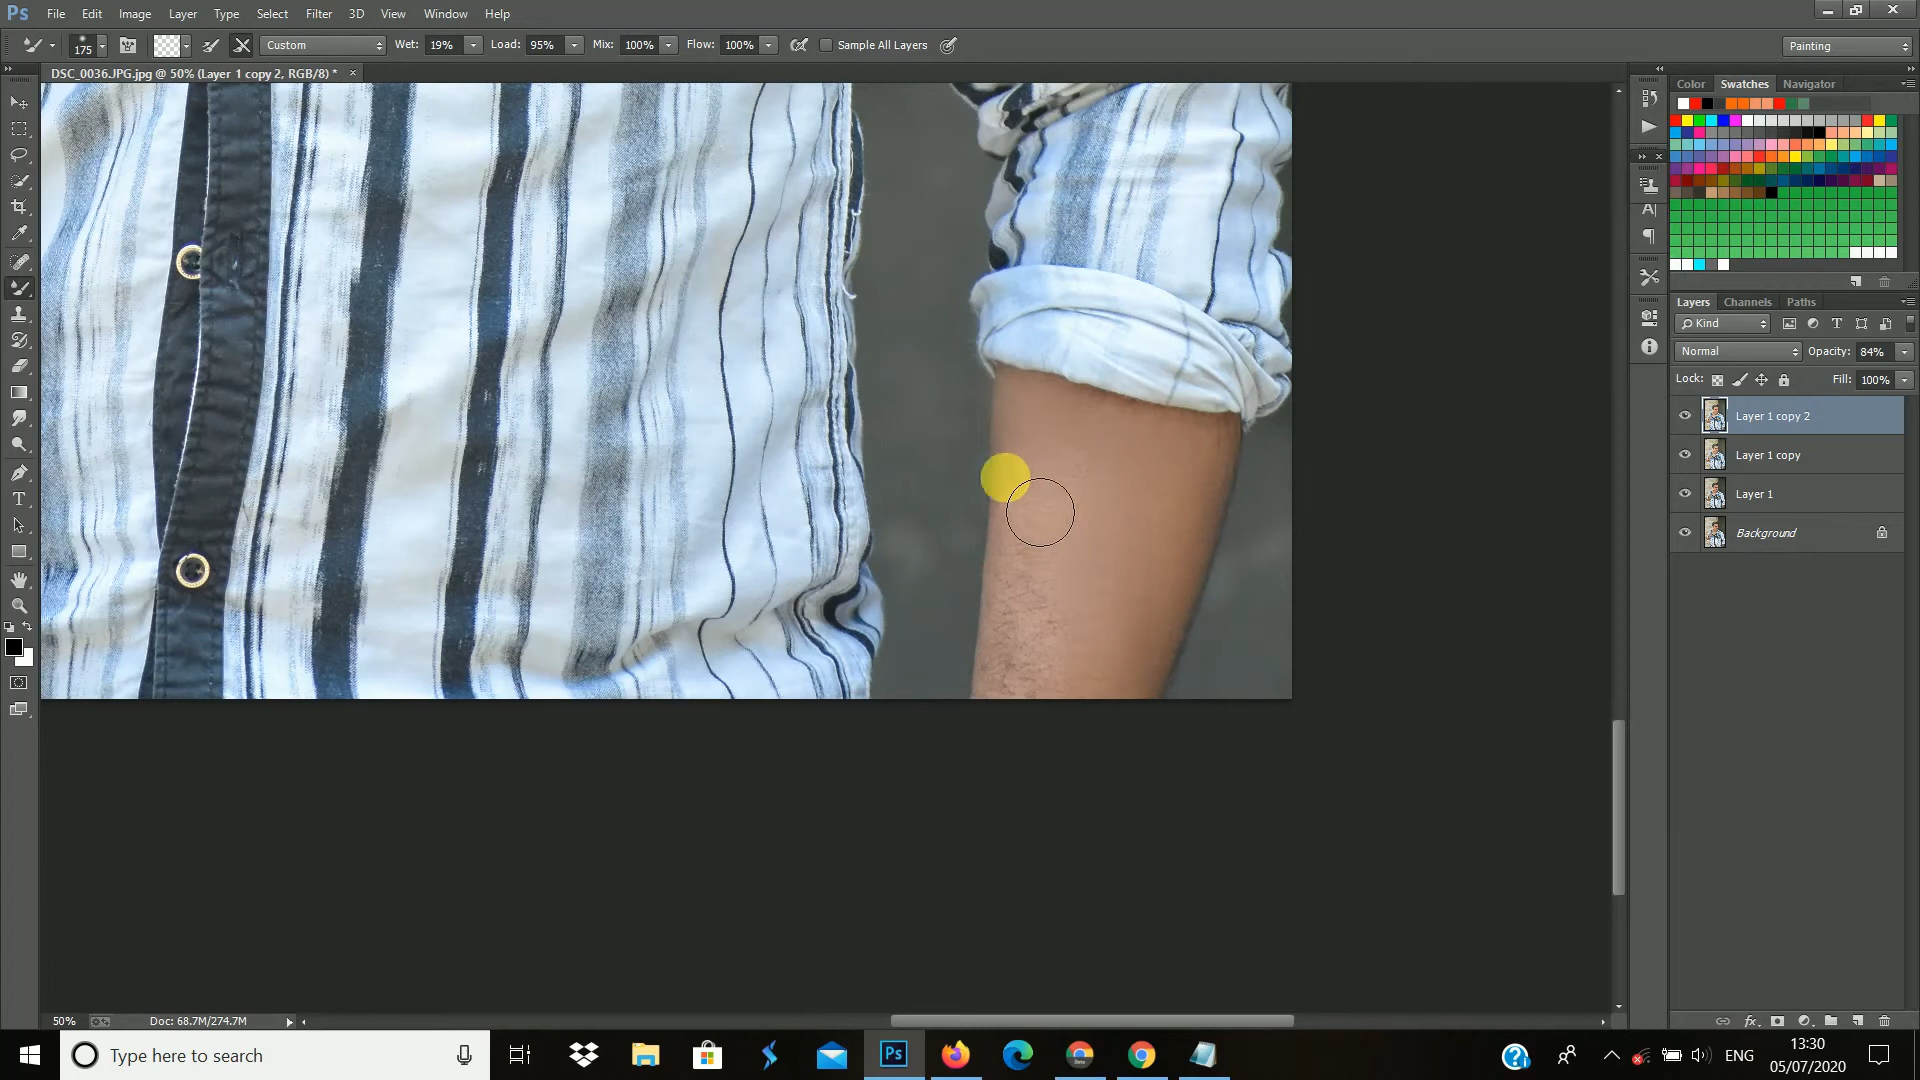 Ps File Edit Image Layer Type Select Filter 3D View Window Help
175 Custom Wet: 19% Load: 95% Mix: 100% Flow: 100% Sample All Layers Painting
DSC_0036.JPG.jpg @ 50% (Layer 1 copy 2, RGB/8) * ×
Color Swatches Navigator
Layers Channels Paths
Kind
Normal Opacity: 84%
Lock: Fill: 100%
Layer 1 copy 2
Layer 1 copy
Layer 1
Background
50% Doc: 68.7M/274.7M
Type here to search Ps ENG 13:30
05/07/2020